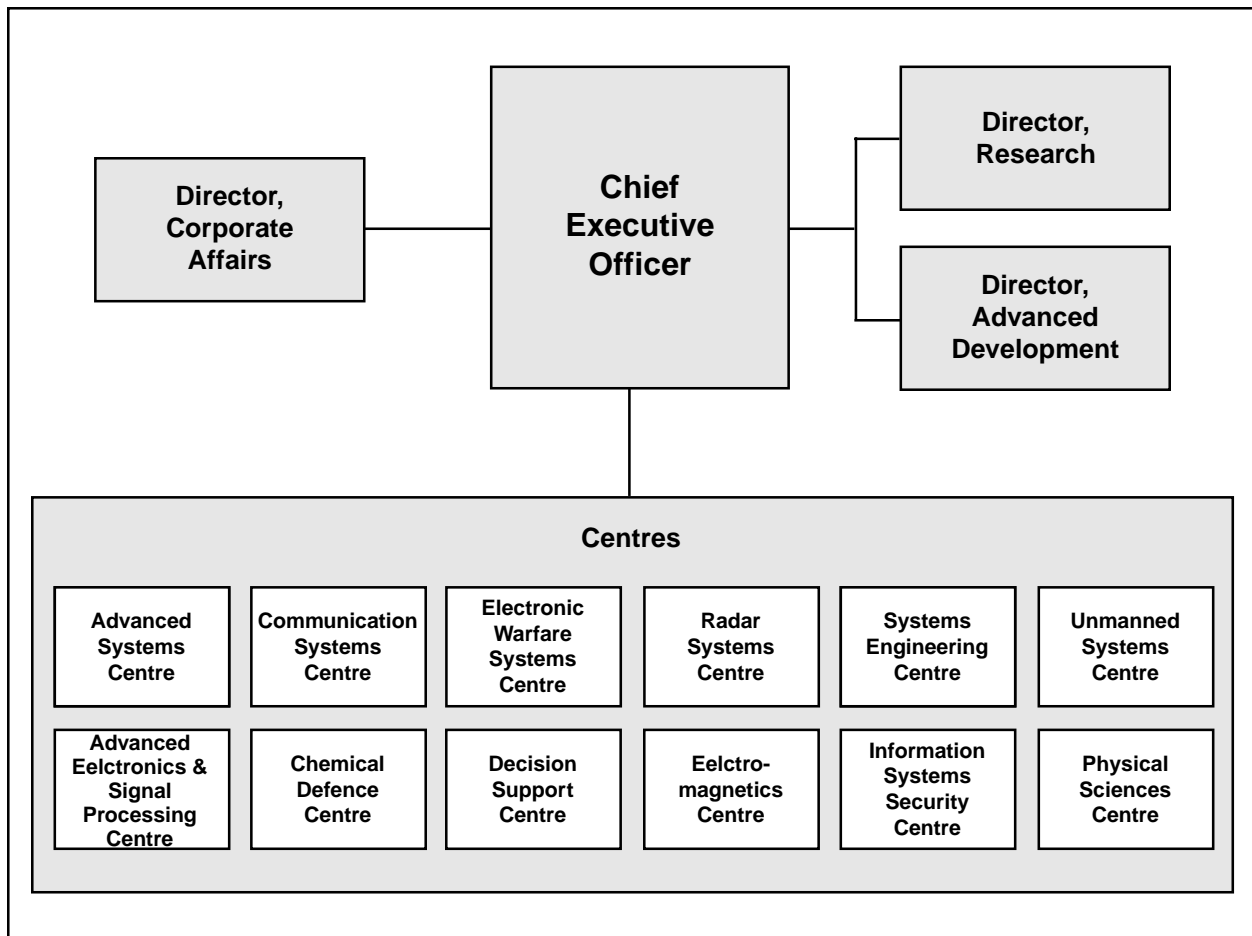 Director,
Corporate
Affairs
Chief
Executive
Officer
Director,
Research
Director,
Advanced
Development
Centres
Advanced
Systems
Centre
Communication
Systems
Centre
Electronic
Warfare
Systems
Centre
Radar
Systems
Centre
Systems
Engineering
Centre
Unmanned
Systems
Centre
Advanced
Eelctronics &
Signal
Processing
Centre
Chemical
Defence
Centre
Decision
Support
Centre
Eelctro-
magnetics
Centre
Information
Systems
Security
Centre
Physical
Sciences
Centre